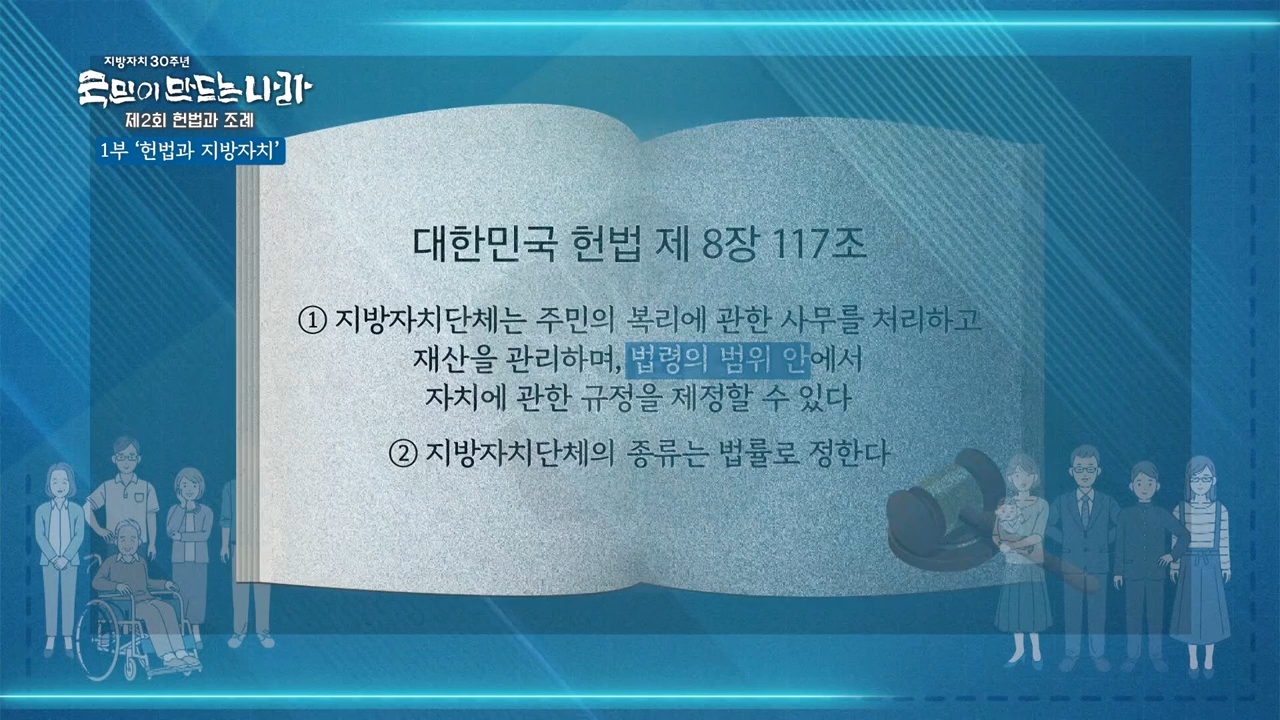 지방자치 30주년
국민이 만드는 나라
제2회 헌법과 조례
1부 ‘헌법과 지방자치’
대한민국 헌법 제 8장 117조
① 지방자치단체는 주민의 복리에 관한 사무를 처리하고
재산을 관리하며, 법령의 범위 안에서
자치에 관한 규정을 제정할 수 있다
② 지방자치단체의 종류는 법률로 정한다